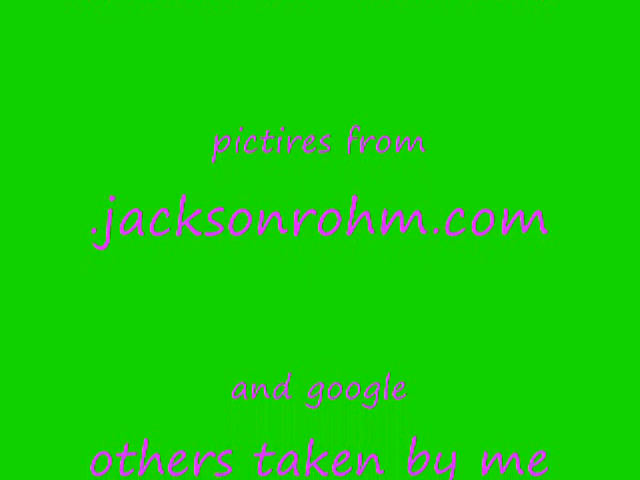 pictires from
.jacksonrohm.com
and google
others taken by me